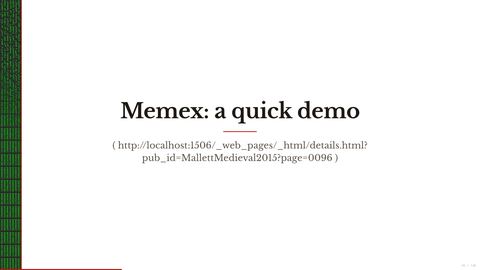 Memex: a quick demo
( http://localhost:1506/_web_pages/_html/details.html?
pub_id=MallettMedieval2015?page=0096 )